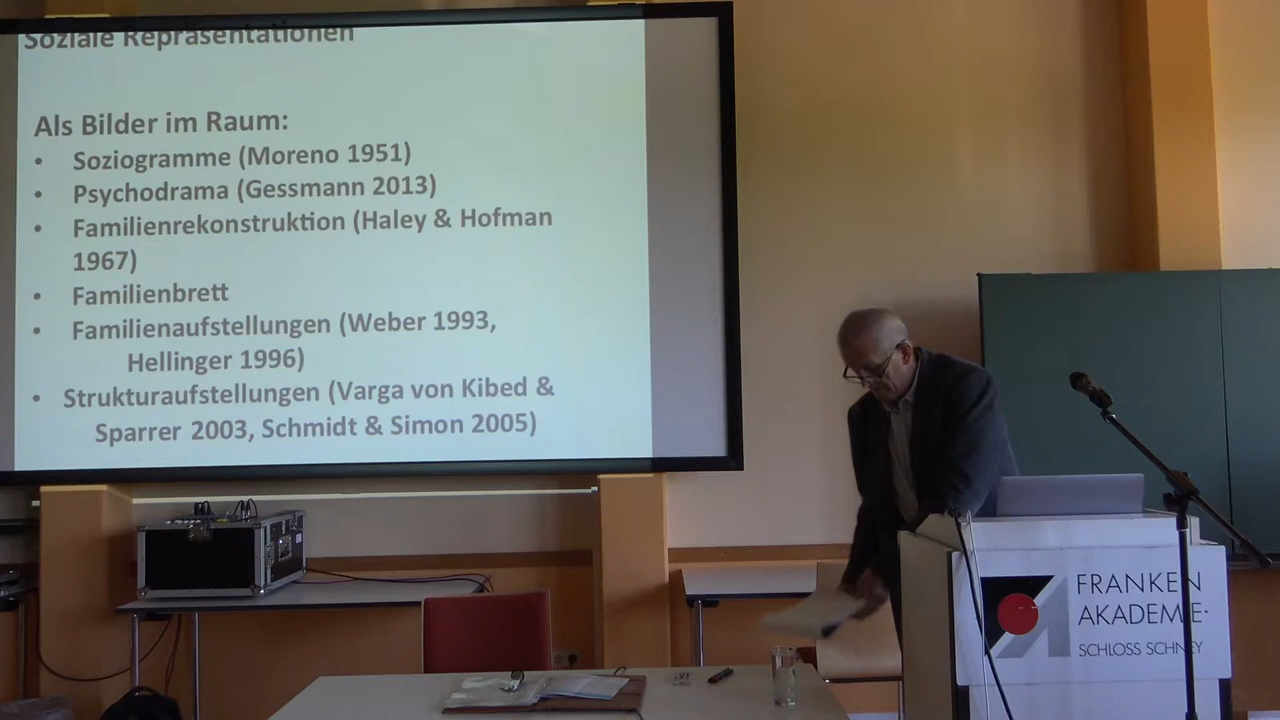 Soziale Repräsentationen
Als Bilder im Raum:
• Soziogramme (Moreno 1951)
• Psychodrama (Gessmann 2013)
• Familienrekonstruktion (Haley & Hofman
1967)
• Familienbrett
• Familienaufstellungen (Weber 1993,
Hellinger 1996)
• Strukturaufstellungen (Varga von Kibed &
Sparrer 2003, Schmidt & Simon 2005)
FRANKEN
AKADEMIE
SCHLOSS SCHNEY